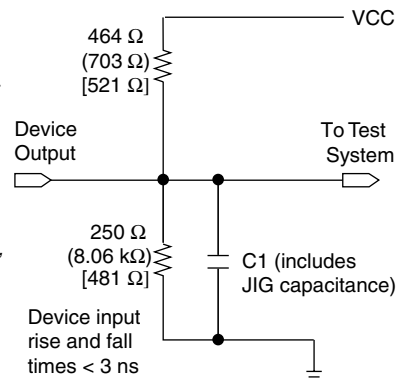 VCC
464 Ω
(703 Ω)
[521 Ω]
Device
Output
To Test
System
250 Ω
(8.06 kΩ)
[481 Ω]
C1 (includes
JIG capacitance)
Device input
rise and fall
times < 3 ns